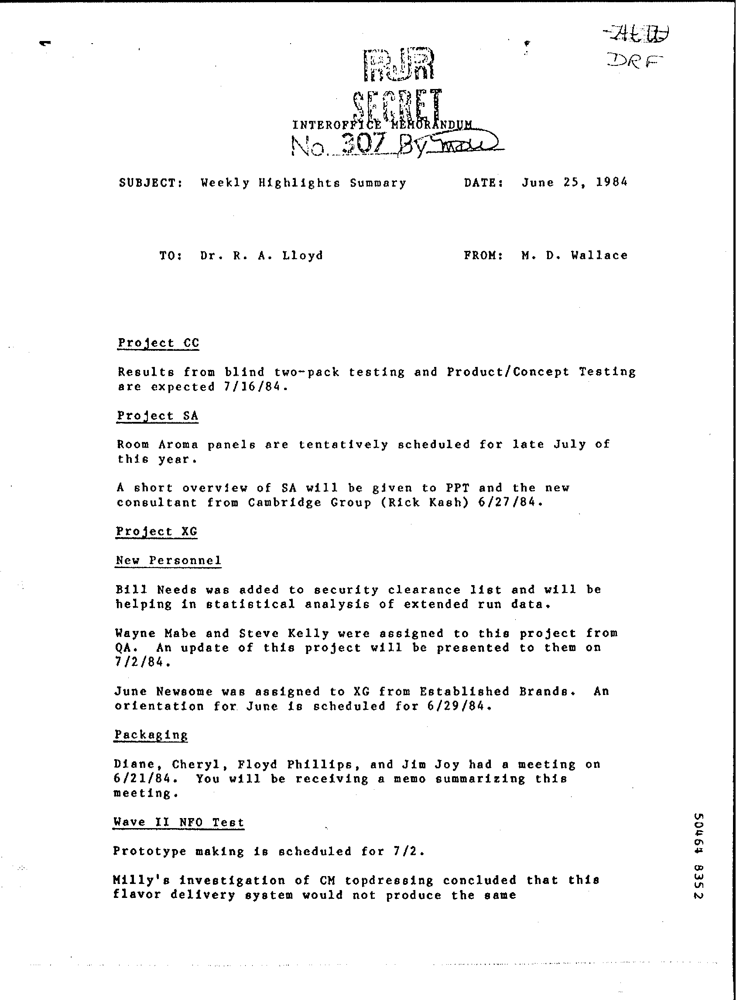 DRF
RJR
SECRET
INTEROFFICE MEMORANDUM
No. 307 By
SUBJECT: Weekly Highlights Summary DATE: June 25, 1984
TO: Dr. R. A. Lloyd FROM: M. D. Wallace
Project CC
Results from blind two-pack testing and Product/Concept Testing
are expected 7/16/84.
Project SA
Room Aroma panels are tentatively scheduled for late July of
this year.
A short overview of SA will be given to PPT and the new
consultant from Cambridge Group (Rick Kash) 6/27/84.
Project XG
New Personnel
Bill Needs was added to security clearance list and will be
helping in statistical analysis of extended run data.
Wayne Mabe and Steve Kelly were assigned to this project from
QA. An update of this project will be presented to them on
7/2/84.
June Newsome was assigned to XG from Established Brands. An
orientation for June is scheduled for 6/29/84.
Packaging
Diane, Cheryl, Floyd Phillips, and Jim Joy had a meeting on
6/21/84. You will be receiving a memo summarizing this
meeting.
Wave II NFO Test
Prototype making is scheduled for 7/2.
Milly's investigation of CM topdressing concluded that this
flavor delivery system would not produce the same
50464 8352